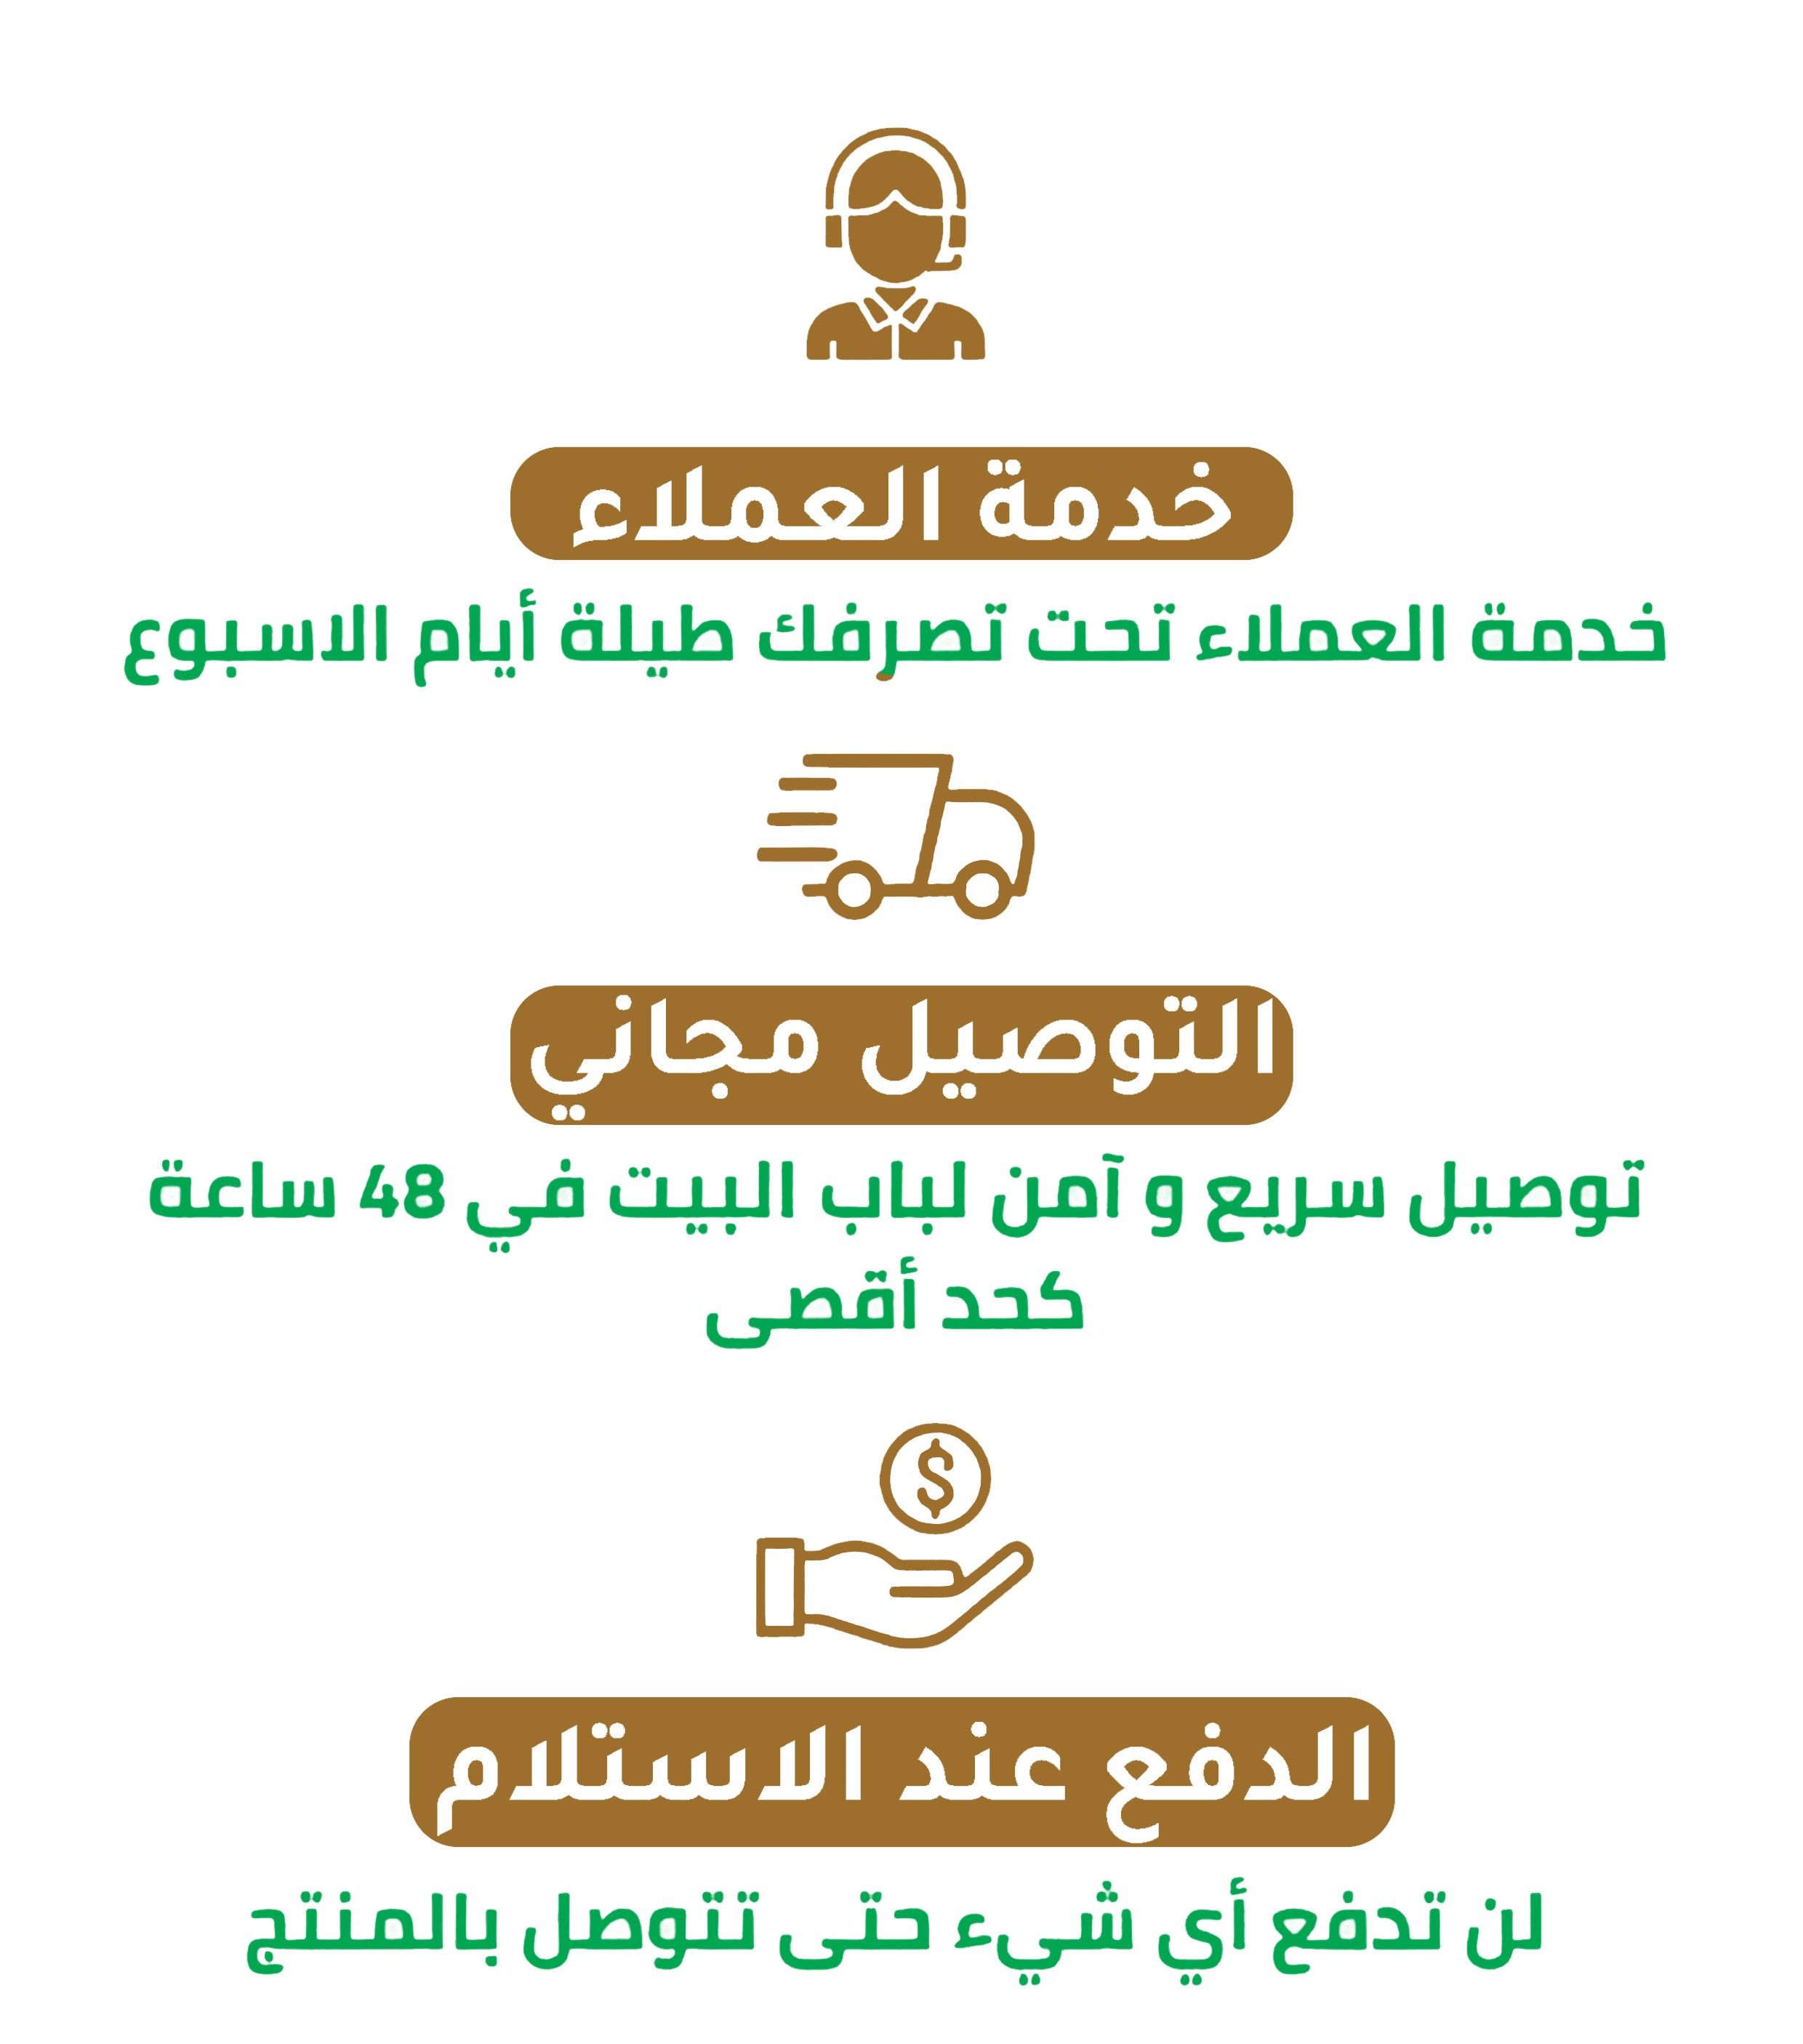 خدمة العملاء
خدمة العملاء تحت تصرفك طيلة أيام الاسبوع
التوصيل مجاني
توصيل سريع و آمن لباب البيت في 48 ساعة
كحد أقصى
$
الدفع عند الاستلام
لن تدفع أي شيء حتى تتوصل بالمنتج